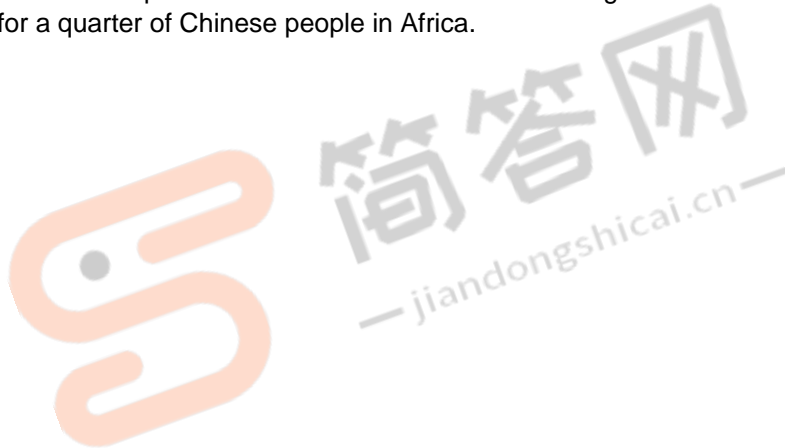 for a quarter of Chinese people in Africa.
简答网
jiandongshicai.cn